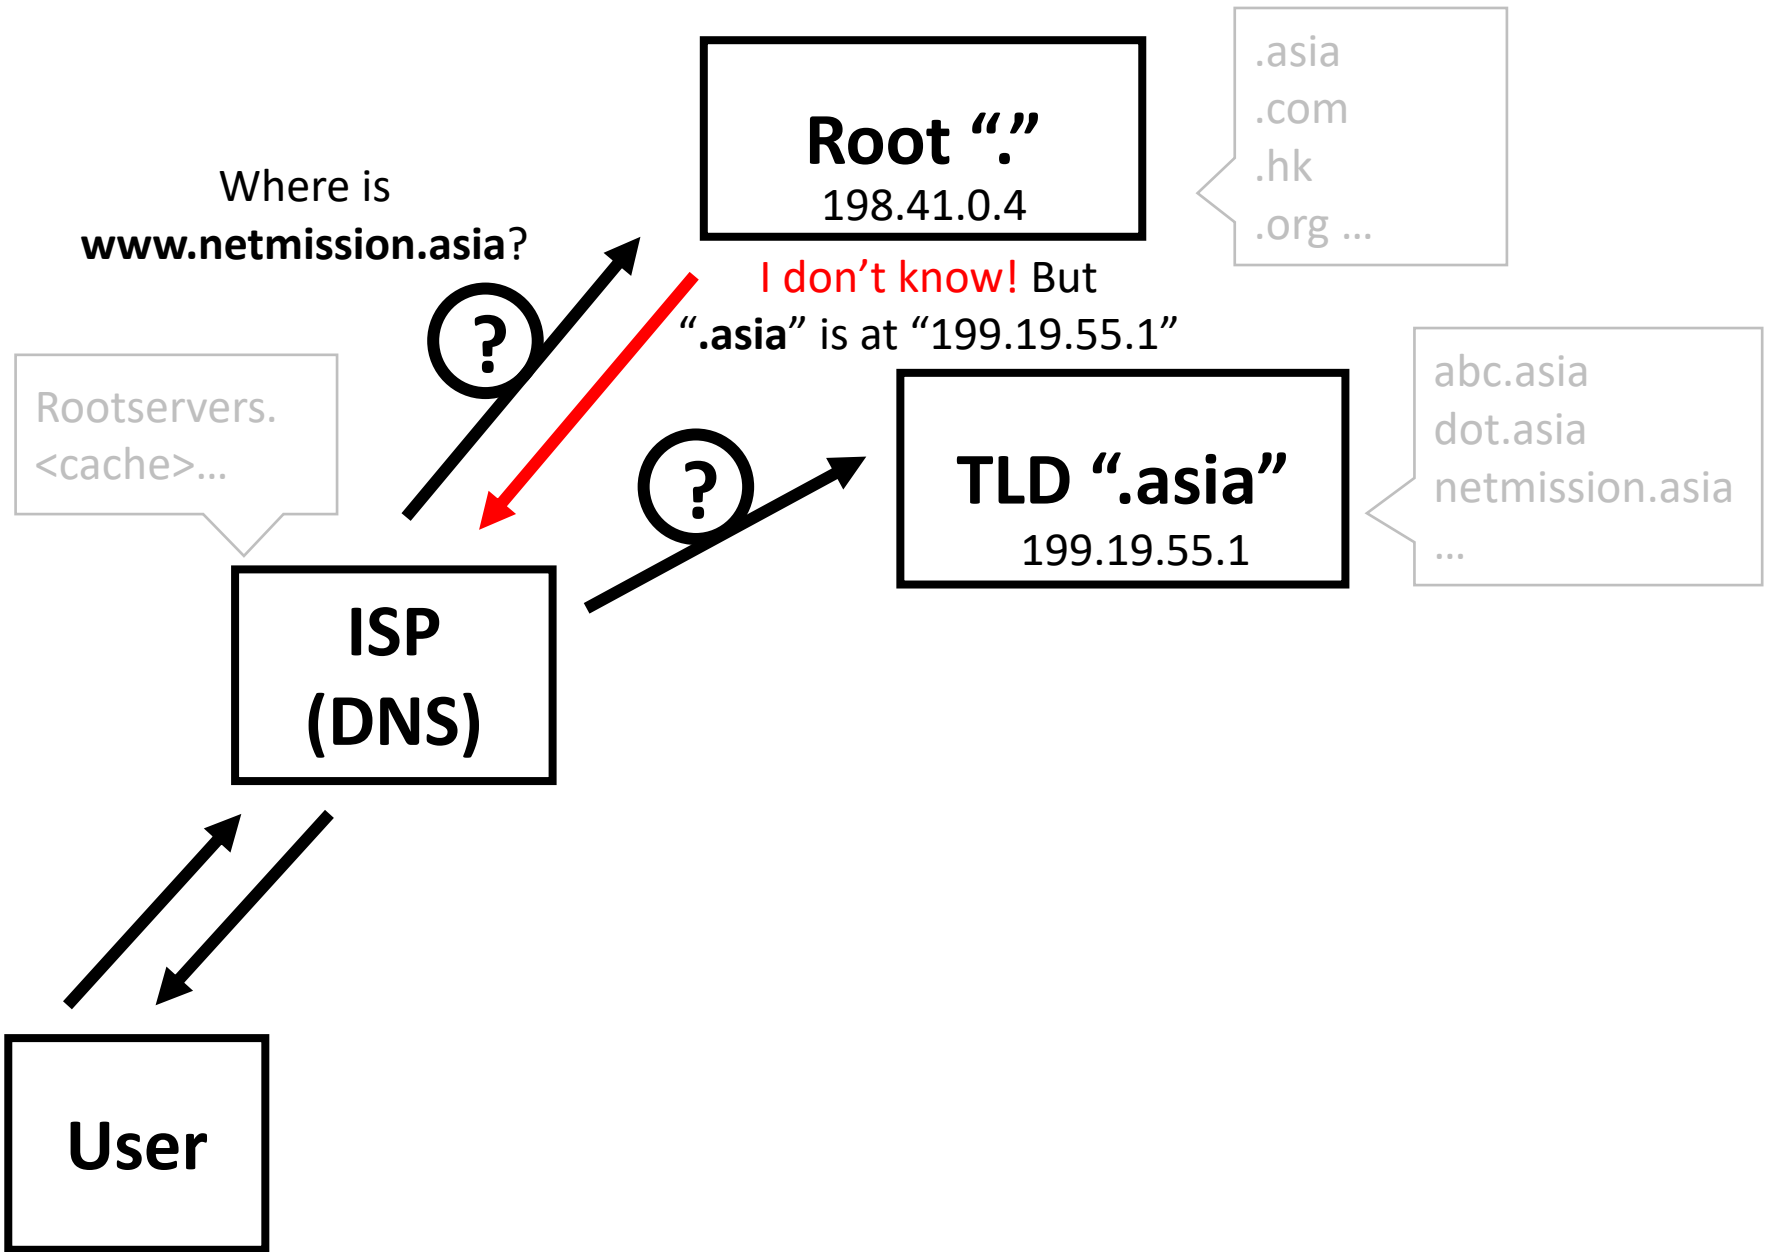 Root “.”
198.41.0.4
.asia
.com
.hk
.org ...
Where is
www.netmission.asia?
?
I don’t know! But
“.asia” is at “199.19.55.1”
Rootservers.
<cache>...
?
TLD “.asia”
199.19.55.1
abc.asia
dot.asia
netmission.asia
...
ISP
(DNS)
User